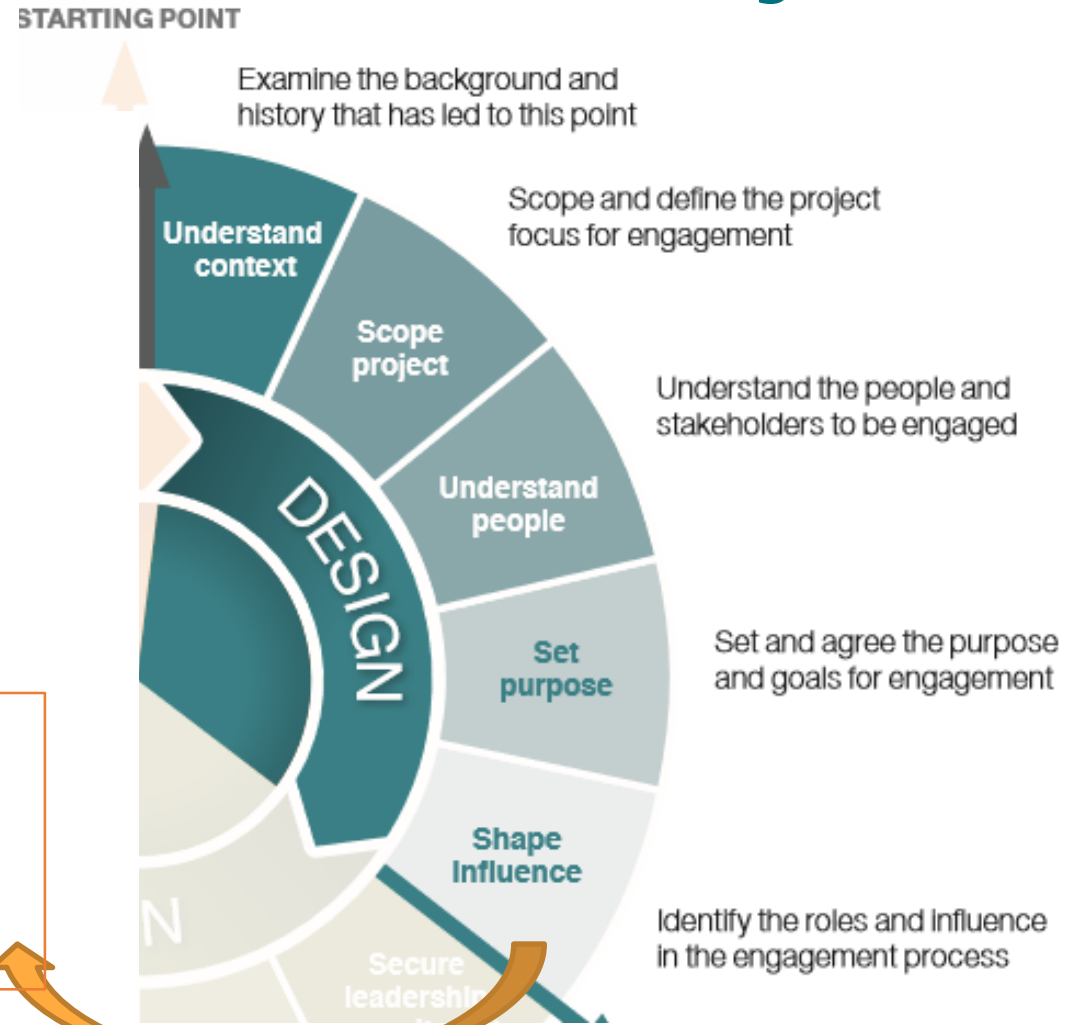 STARTING POINT
Examine the background and
history that has led to this point
Understand
context
Scope and define the project
focus for engagement
Scope
project
Understand the people and
stakeholders to be engaged
Understand
people
DESIGN
Set
purpose
Set and agree the purpose
and goals for engagement
Shape
Influence
Identify the roles and influence
in the engagement process
N
Secure